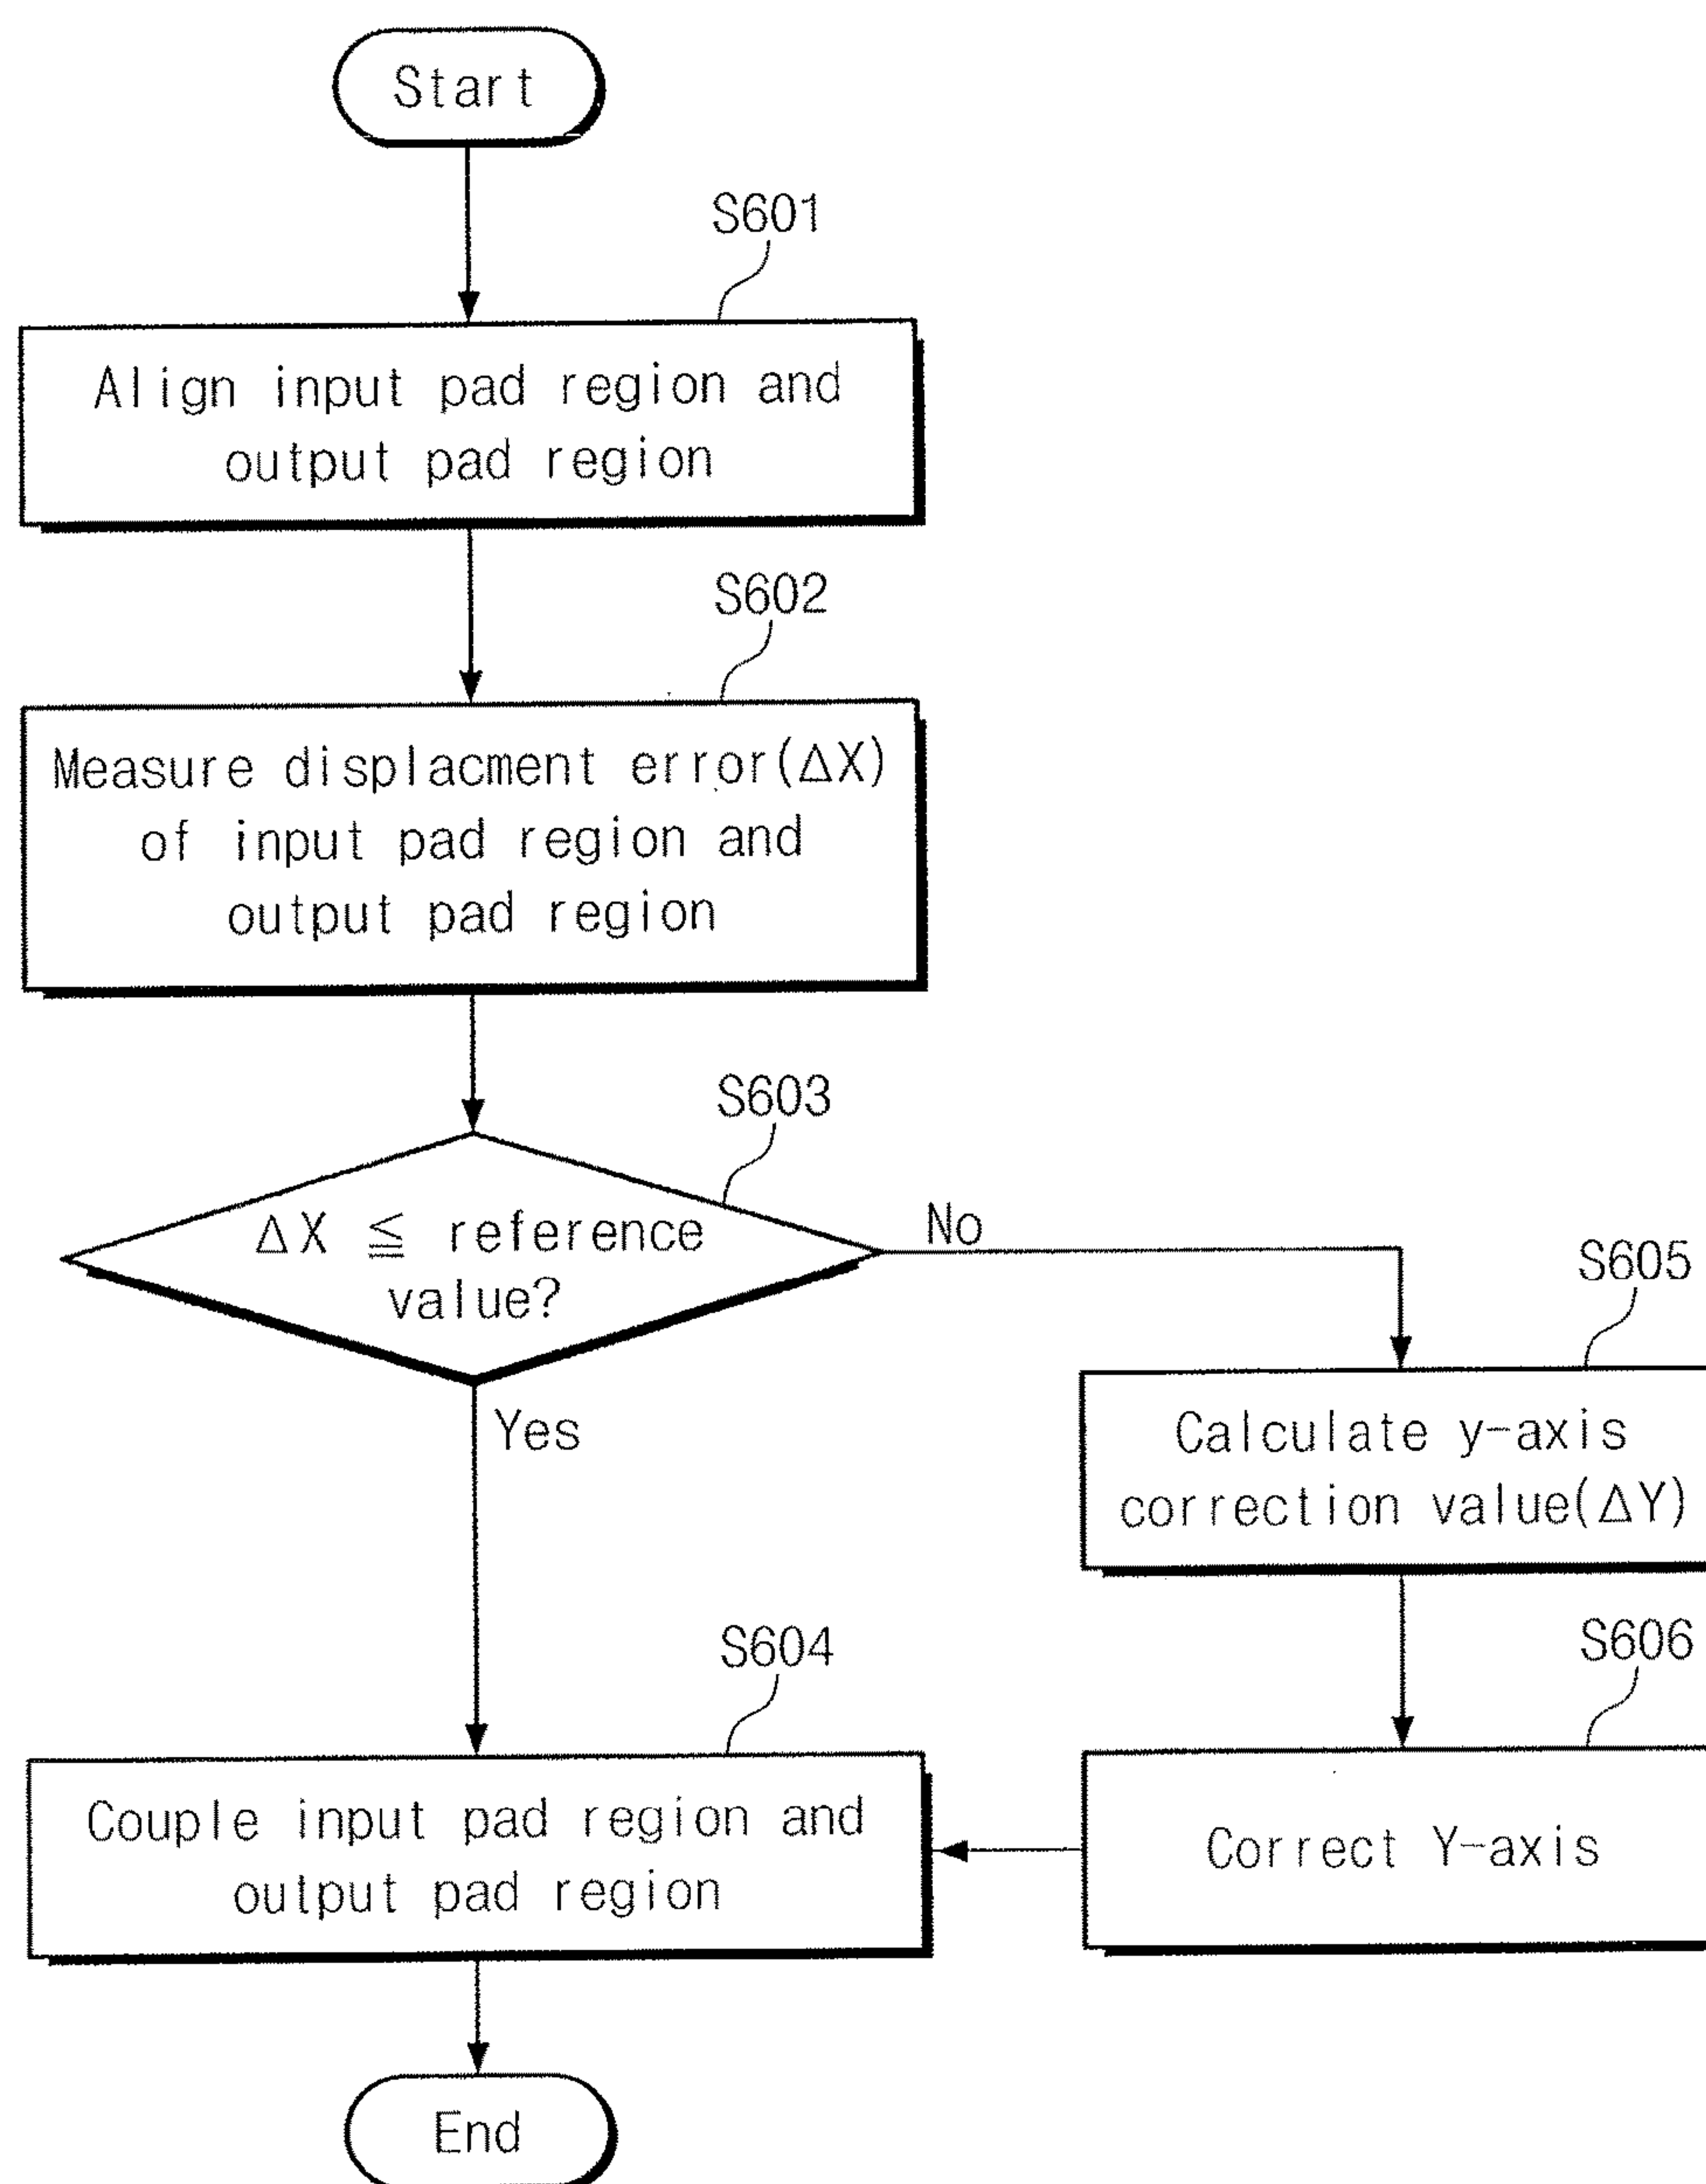 Start
S601
Align input pad region and
output pad region
S602
Measure displacment error(ΔX)
of input pad region and
output pad region
S603
ΔX ≦ reference
value?
No
Yes
S605
Calculate y-axis
correction value(ΔY)
S606
Correct Y-axis
S604
Couple input pad region and
output pad region
End